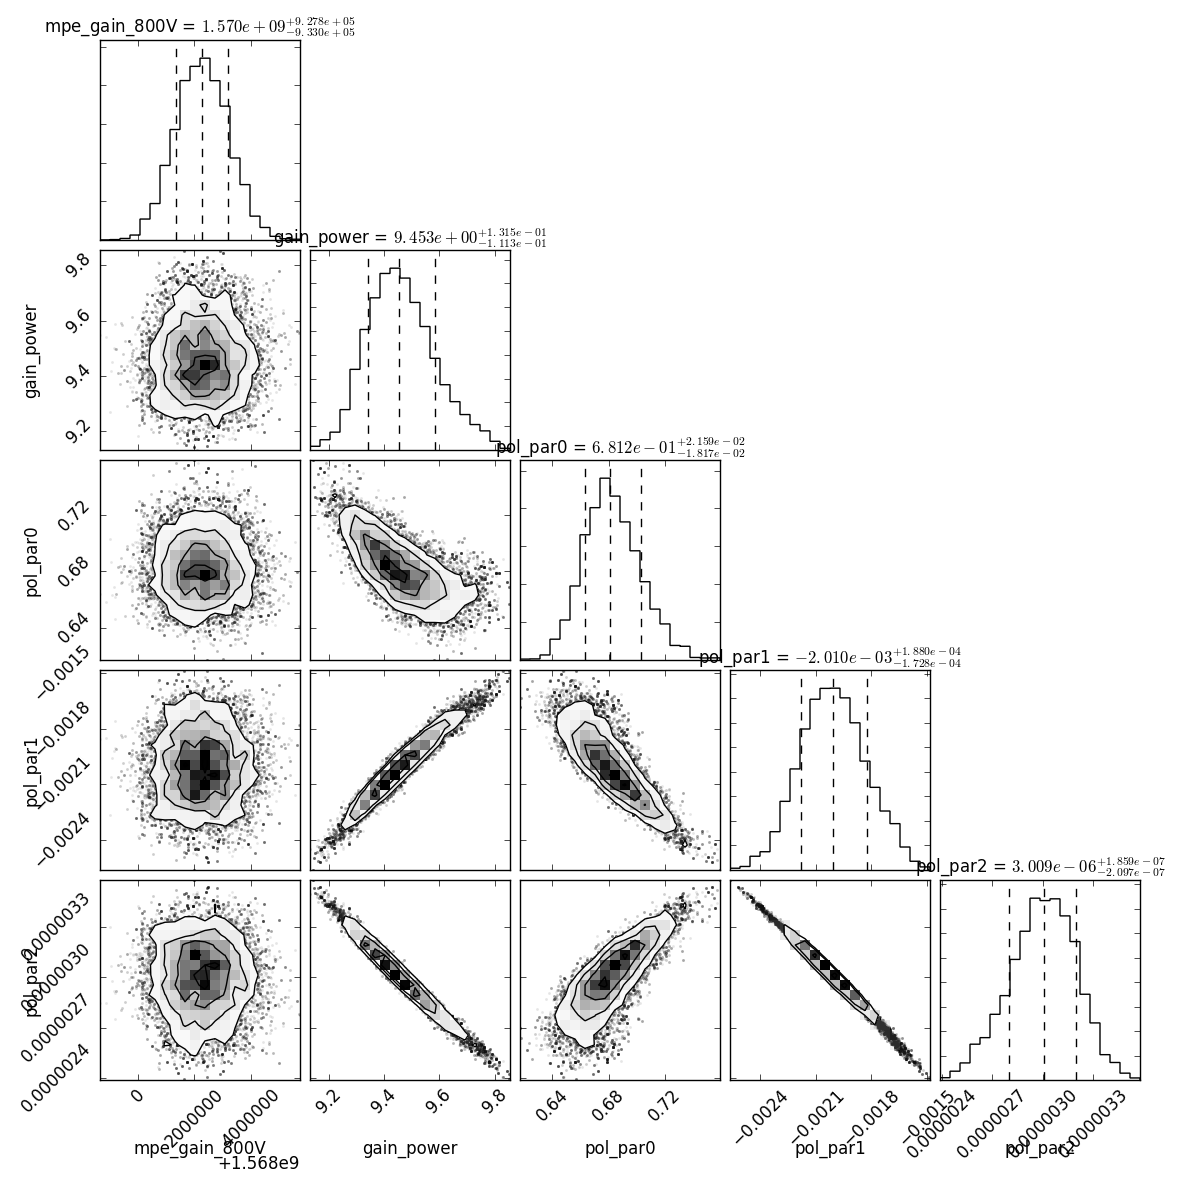 mpe_gain_800V = 1.570e+09 +9.278e+05 −9.330e+05
gain_power = 9.453e+00 +1.315e−01 −1.113e−01
9.8
9.6
9.4
9.2
gain_power
pol_par0 = 6.812e−01 +2.159e−02 −1.817e−02
0.72
0.68
0.64
pol_par0
pol_par1 = −2.010e−03 +1.880e−04 −1.728e−04
−0.0015
−0.0018
−0.0021
−0.0024
pol_par1
pol_par2 = 3.009e−06 +1.859e−07 −2.097e−07
0.0000033
0.0000030
0.0000027
0.0000024
pol_par2
0 2000000 4000000
9.2 9.4 9.6 9.8
0.64 0.68 0.72
−0.0024 −0.0021 −0.0018 −0.0015
0.0000024 0.0000027 0.0000030 0.0000033
mpe_gain_800V gain_power pol_par0 pol_par1 pol_par2
+1.568e9